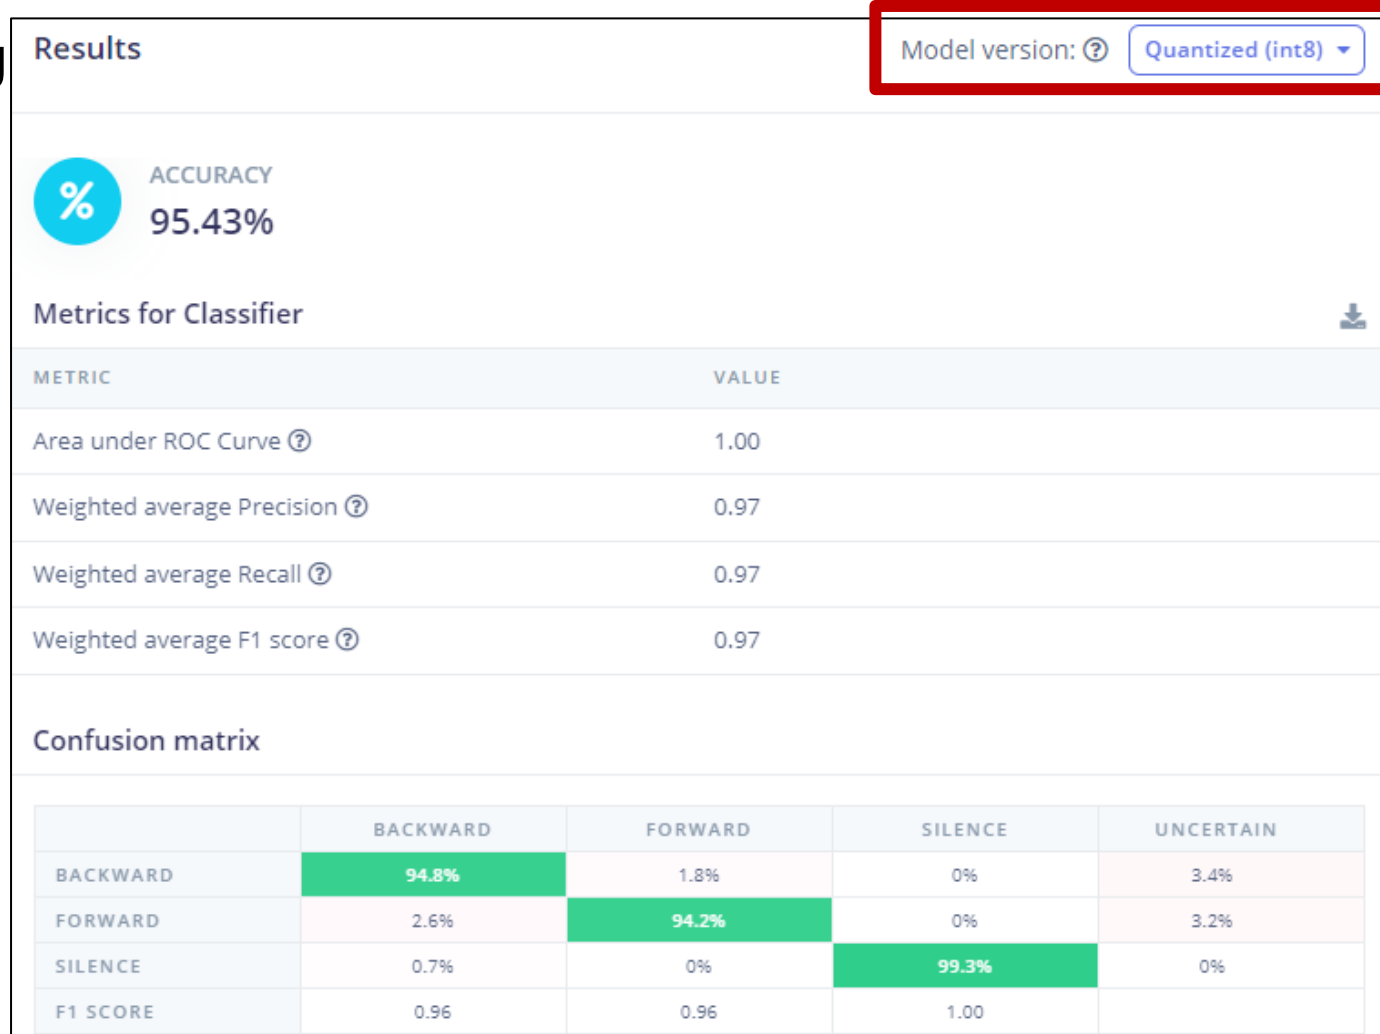 Results
Model version: Quantized (int8)
%
ACCURACY
95.43%
Metrics for Classifier
METRIC VALUE
Area under ROC Curve ? 1.00
Weighted average Precision ? 0.97
Weighted average Recall ? 0.97
Weighted average F1 score ? 0.97
Confusion matrix
BACKWARD FORWARD SILENCE UNCERTAIN
BACKWARD 94.8% 1.8% 0% 3.4%
FORWARD 2.6% 94.2% 0% 3.2%
SILENCE 0.7% 0% 99.3% 0%
F1 SCORE 0.96 0.96 1.00